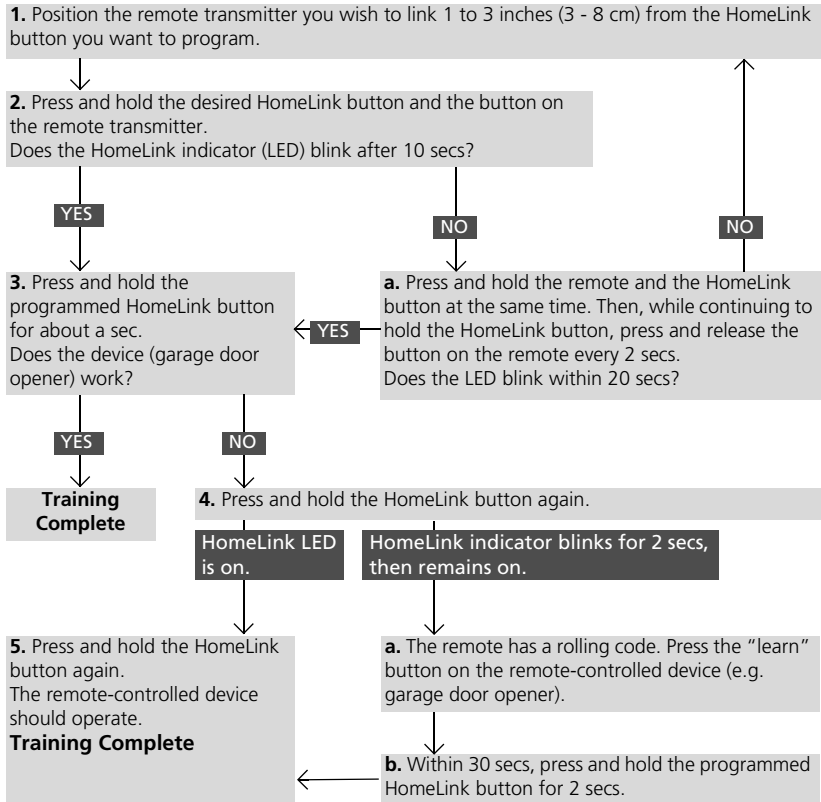 1. Position the remote transmitter you wish to link 1 to 3 inches (3 - 8 cm) from the HomeLink
button you want to program.
2. Press and hold the desired HomeLink button and the button on
the remote transmitter.
Does the HomeLink indicator (LED) blink after 10 secs?
YES
NO
NO
3. Press and hold the
programmed HomeLink button
for about a sec.
Does the device (garage door
opener) work?
YES
a. Press and hold the remote and the HomeLink
button at the same time. Then, while continuing to
hold the HomeLink button, press and release the
button on the remote every 2 secs.
Does the LED blink within 20 secs?
YES
NO
Training
Complete
4. Press and hold the HomeLink button again.
HomeLink LED
is on.
HomeLink indicator blinks for 2 secs,
then remains on.
5. Press and hold the HomeLink
button again.
The remote-controlled device
should operate.
Training Complete
a. The remote has a rolling code. Press the “learn”
button on the remote-controlled device (e.g.
garage door opener).
b. Within 30 secs, press and hold the programmed
HomeLink button for 2 secs.